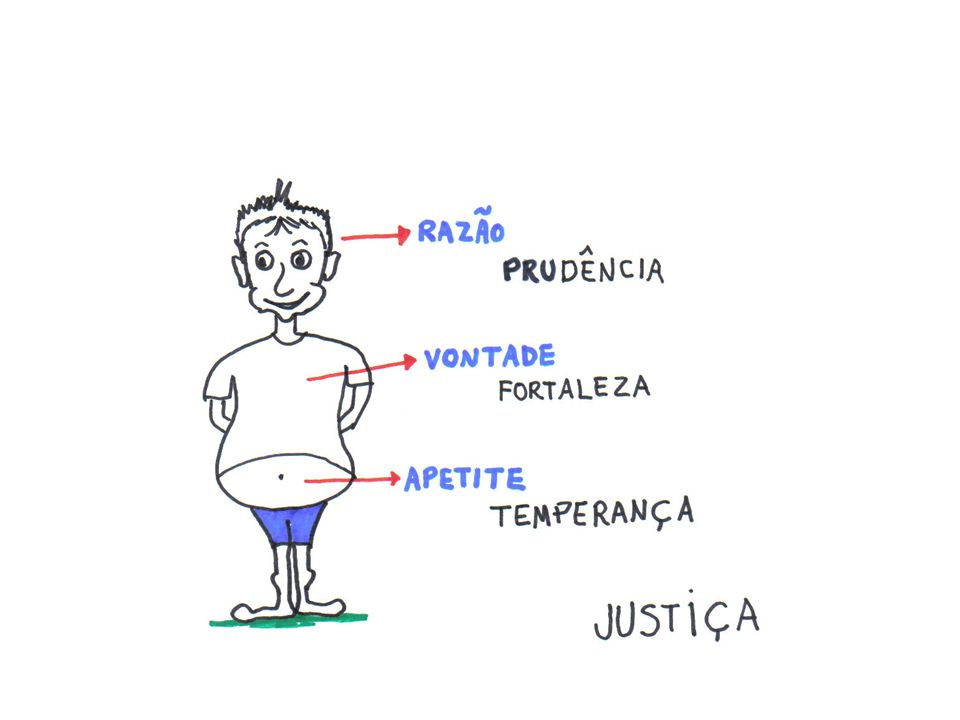 RAZÃO
PRUDÊNCIA
VONTADE
FORTALEZA
APETITE
TEMPERANÇA
JUSTIÇA